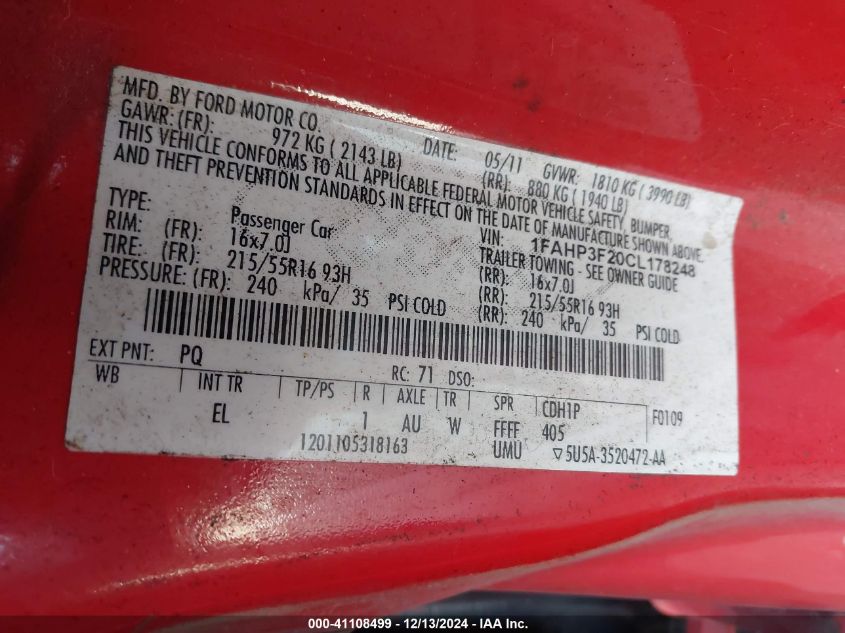 MFD. BY FORD MOTOR CO. DATE: 05/11 GVWR: 1810 KG ( 3990 LB)
GAWR: (FR): 972 KG ( 2143 LB) (RR): 880 KG ( 1940 LB)
THIS VEHICLE CONFORMS TO ALL APPLICABLE FEDERAL MOTOR VEHICLE SAFETY, BUMPER,
AND THEFT PREVENTION STANDARDS IN EFFECT ON THE DATE OF MANUFACTURE SHOWN ABOVE.
VIN: 1FAHP3F20CL178248
TYPE: Passenger Car TRAILER TOWING - SEE OWNER GUIDE
RIM: (FR): 16x7.0J (RR): 16x7.0J
TIRE: (FR): 215/55R16 93H (RR): 215/55R16 93H
PRESSURE: (FR): 240 kPa/ 35 PSI COLD (RR): 240 kPa/ 35 PSI COLD
EXT PNT: PQ RC: 71 DSO:
WB INT TR TP/PS R AXLE TR SPR CDH1P F0109
EL 1 AU W FFFF 405
1201105318163 UMU ▽5U5A-3520472-AA
000-41108499 - 12/13/2024 - IAA Inc.